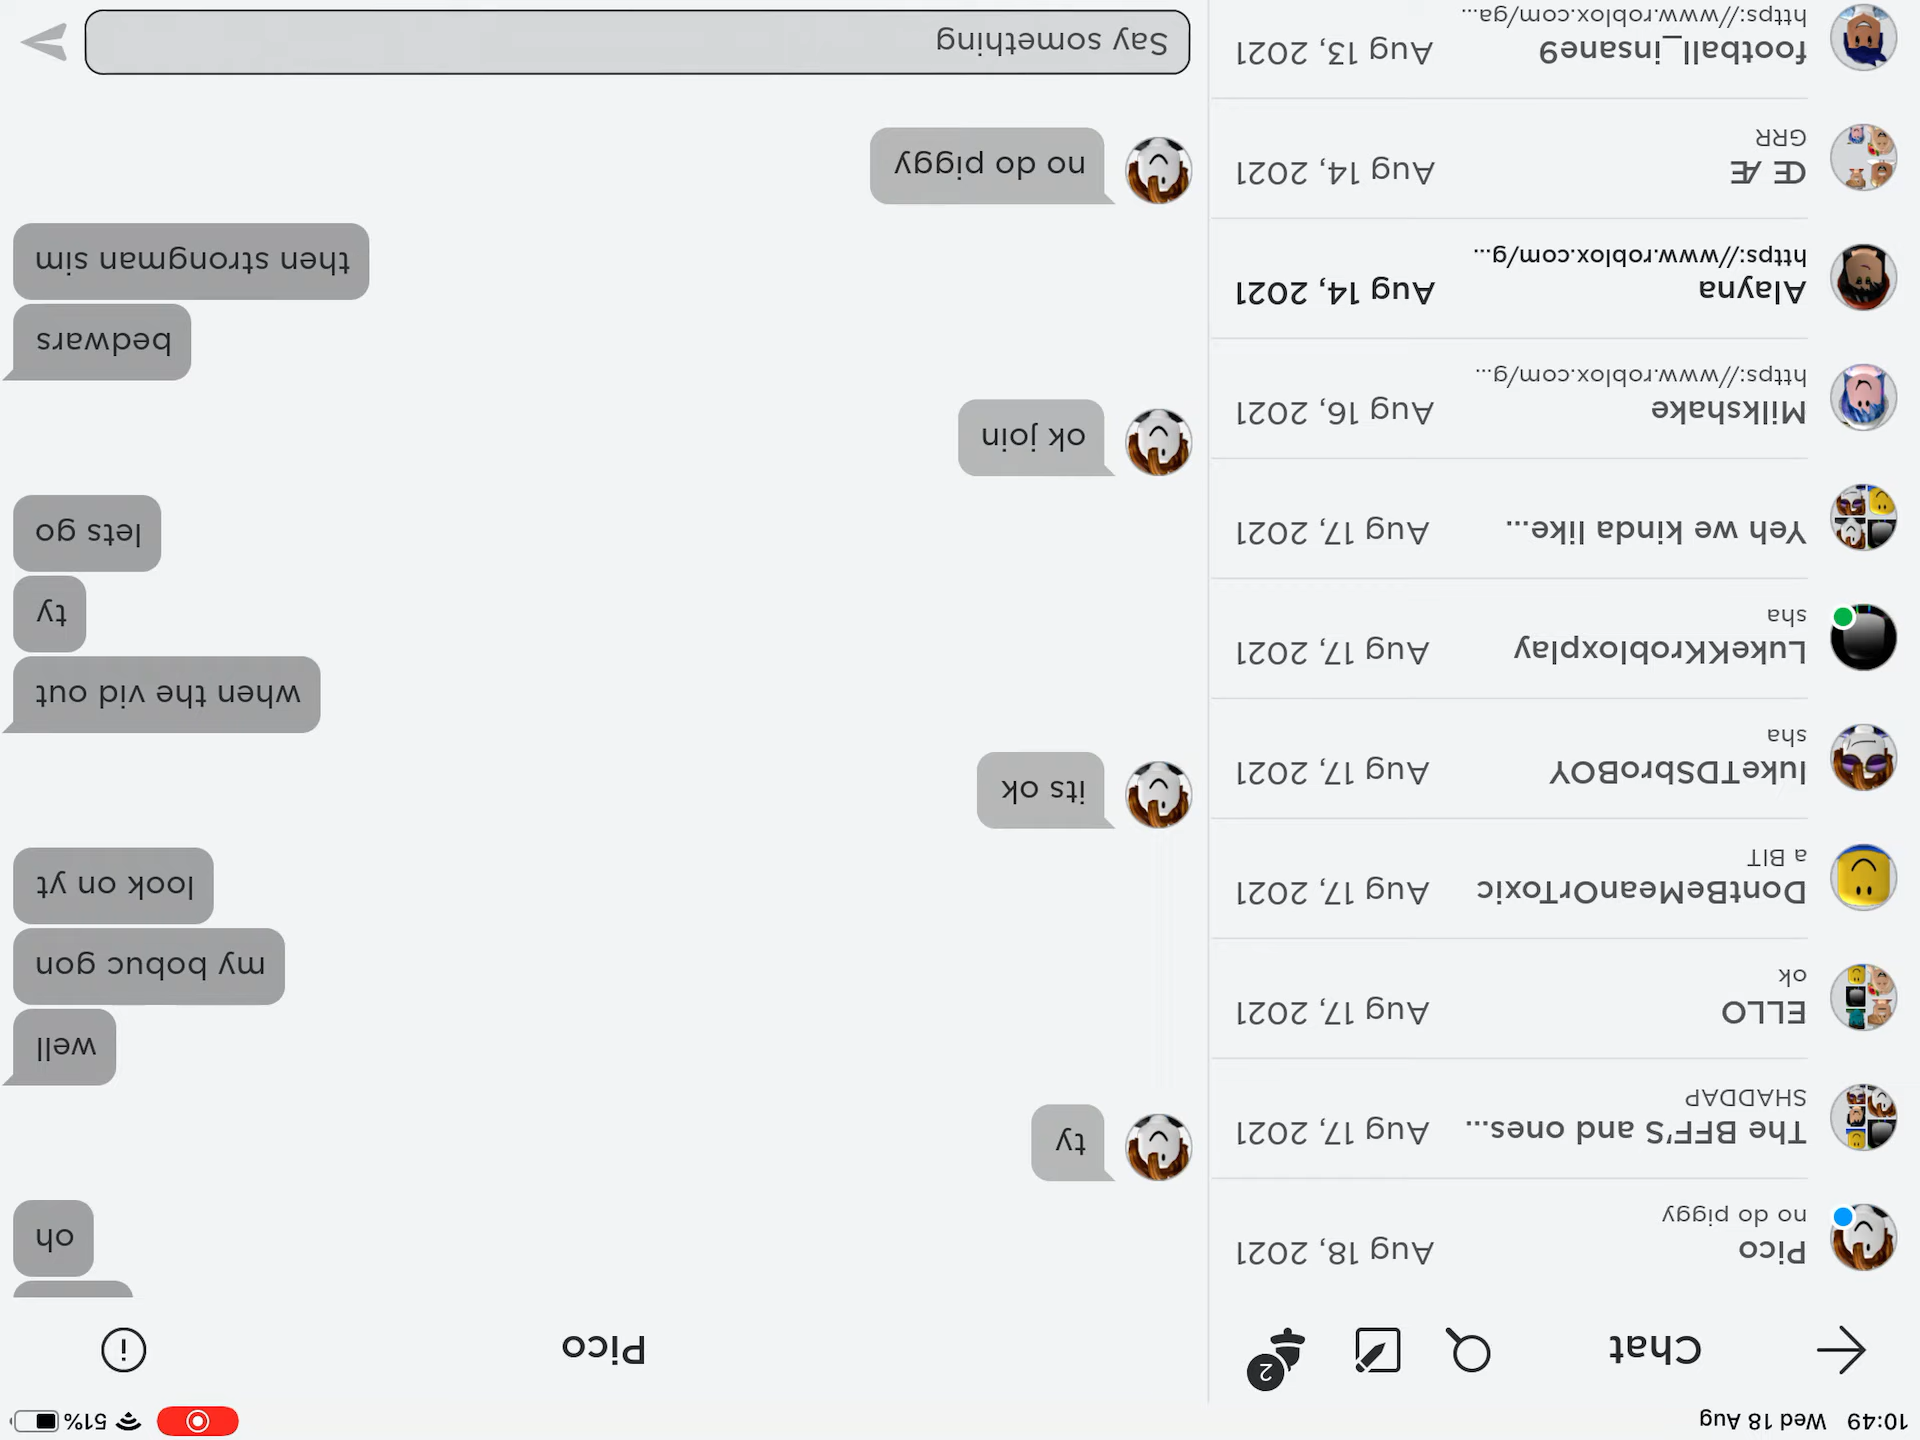 10:49 Wed 18 Aug
51%
Chat
2
Pico
Aug 18, 2021
no do piggy
The BFF'S and ones...
Aug 17, 2021
SHADDAP
ELLO
Aug 17, 2021
ok
DontBeMeanOrToxic
Aug 17, 2021
a BIT
lukeTDSbroBOY
Aug 17, 2021
sha
LukeKKrobloxplay
Aug 17, 2021
sha
Yeh we kinda like...
Aug 17, 2021
Milkshake
Aug 16, 2021
https://www.roblox.com/g...
Alayna
Aug 14, 2021
https://www.roblox.com/g...
Œ Æ
Aug 14, 2021
GRR
football_insane9
Aug 13, 2021
https://www.roblox.com/ga...
Pico
oh
ty
well
my bobuc gon
look on yt
its ok
when the vid out
ty
lets go
ok join
bedwars
then strongman sim
no do piggy
Say something